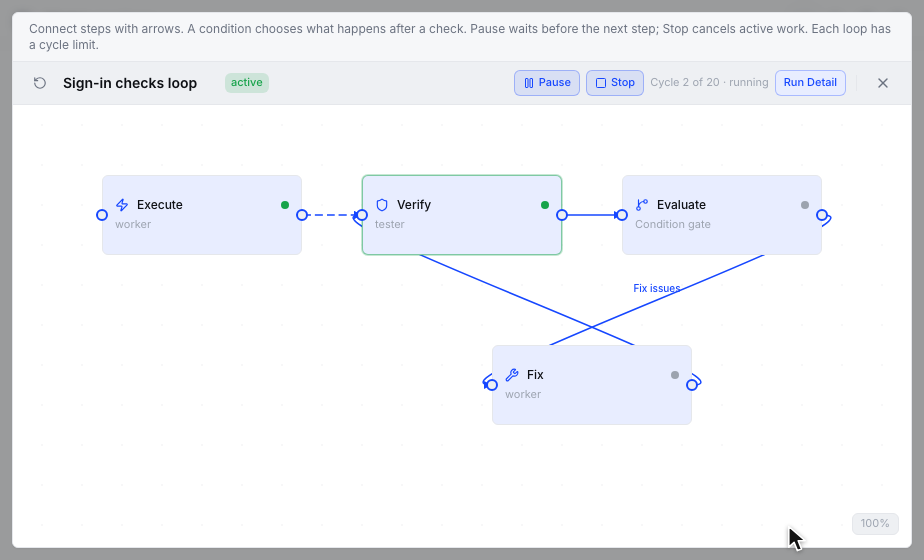 Connect steps with arrows. A condition chooses what happens after a check. Pause waits before the next step; Stop cancels active work. Each loop has
a cycle limit.
Sign-in checks loop
active
Pause
Stop
Cycle 2 of 20 · running
Run Detail
Execute
worker
Verify
tester
Evaluate
Condition gate
Fix issues
Fix
worker
100%